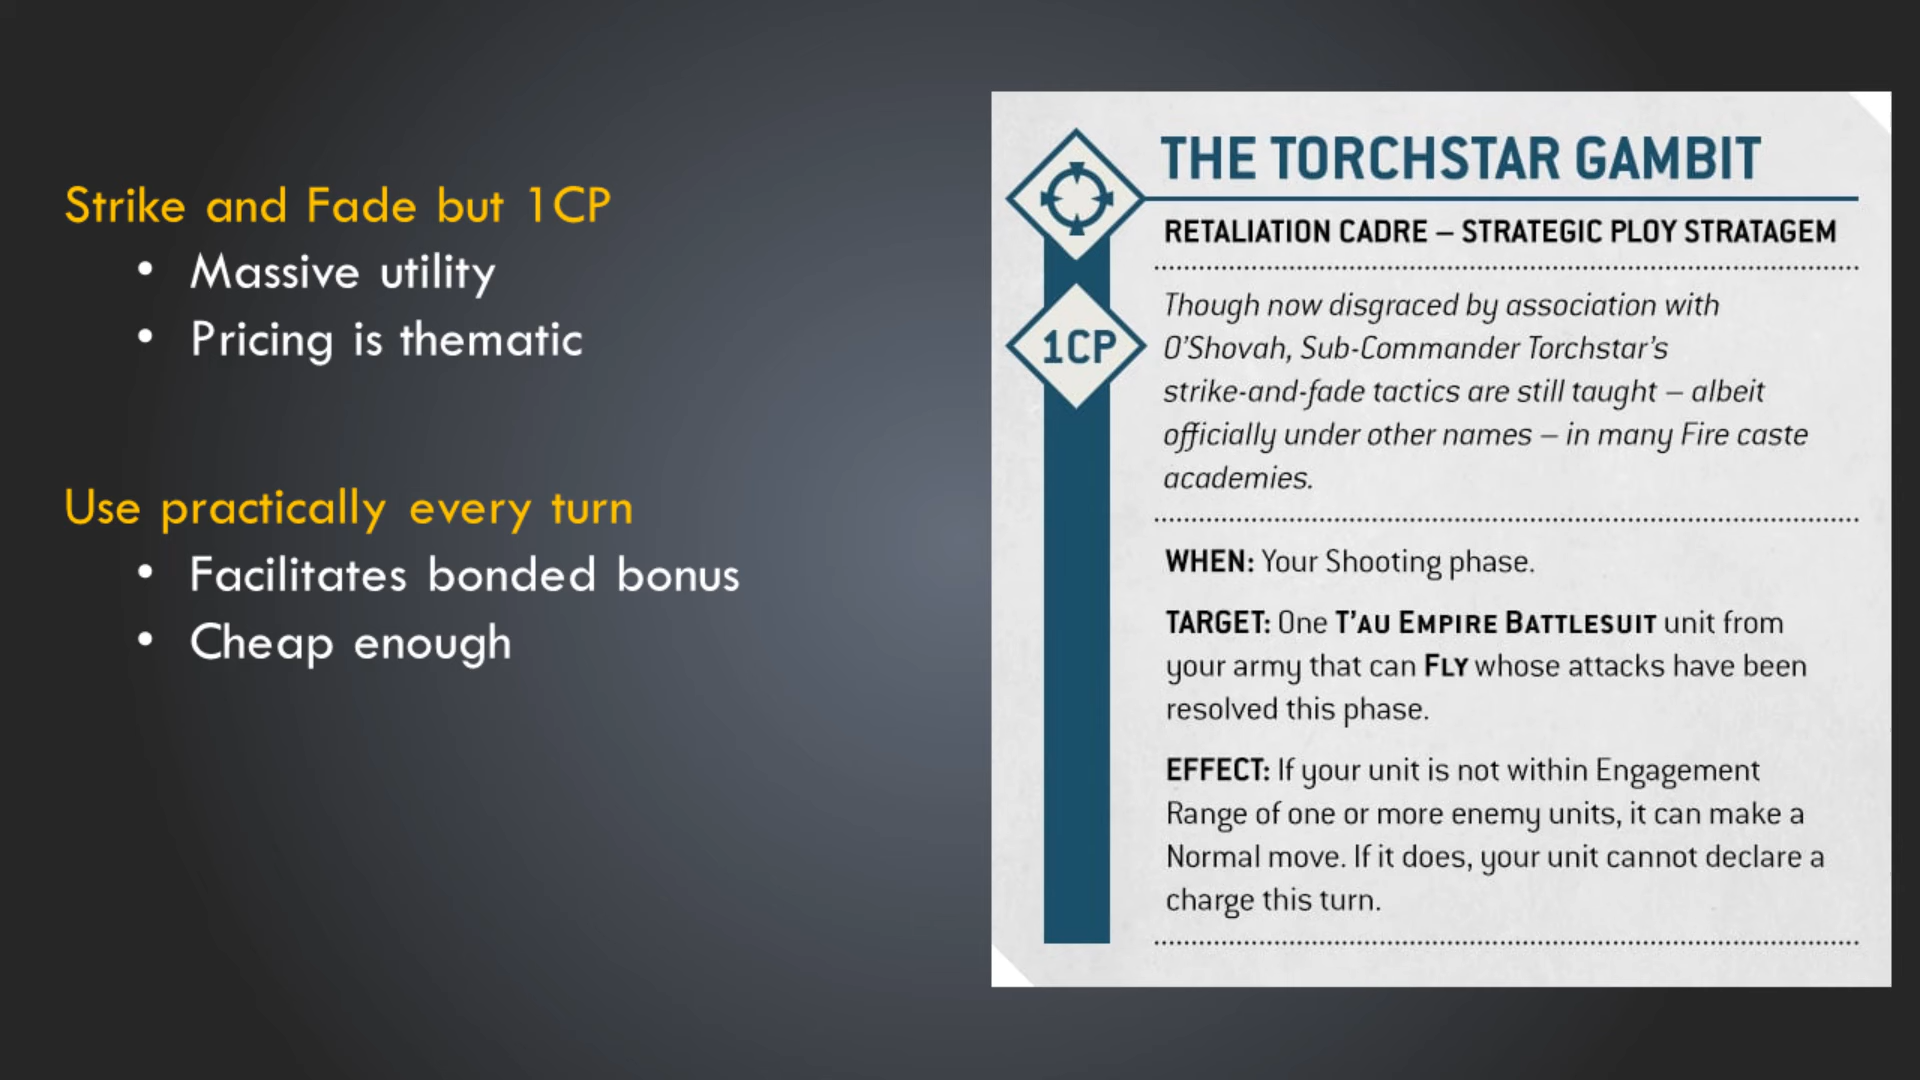 Strike and Fade but 1CP
• Massive utility
• Pricing is thematic
Use practically every turn
• Facilitates bonded bonus
• Cheap enough
THE TORCHSTAR GAMBIT
RETALIATION CADRE – STRATEGIC PLOY STRATAGEM
1CP
Though now disgraced by association with
O'Shovah, Sub-Commander Torchstar's
strike-and-fade tactics are still taught – albeit
officially under other names – in many Fire caste
academies.
WHEN: Your Shooting phase.
TARGET: One T'AU EMPIRE BATTLESUIT unit from
your army that can FLY whose attacks have been
resolved this phase.
EFFECT: If your unit is not within Engagement
Range of one or more enemy units, it can make a
Normal move. If it does, your unit cannot declare a
charge this turn.